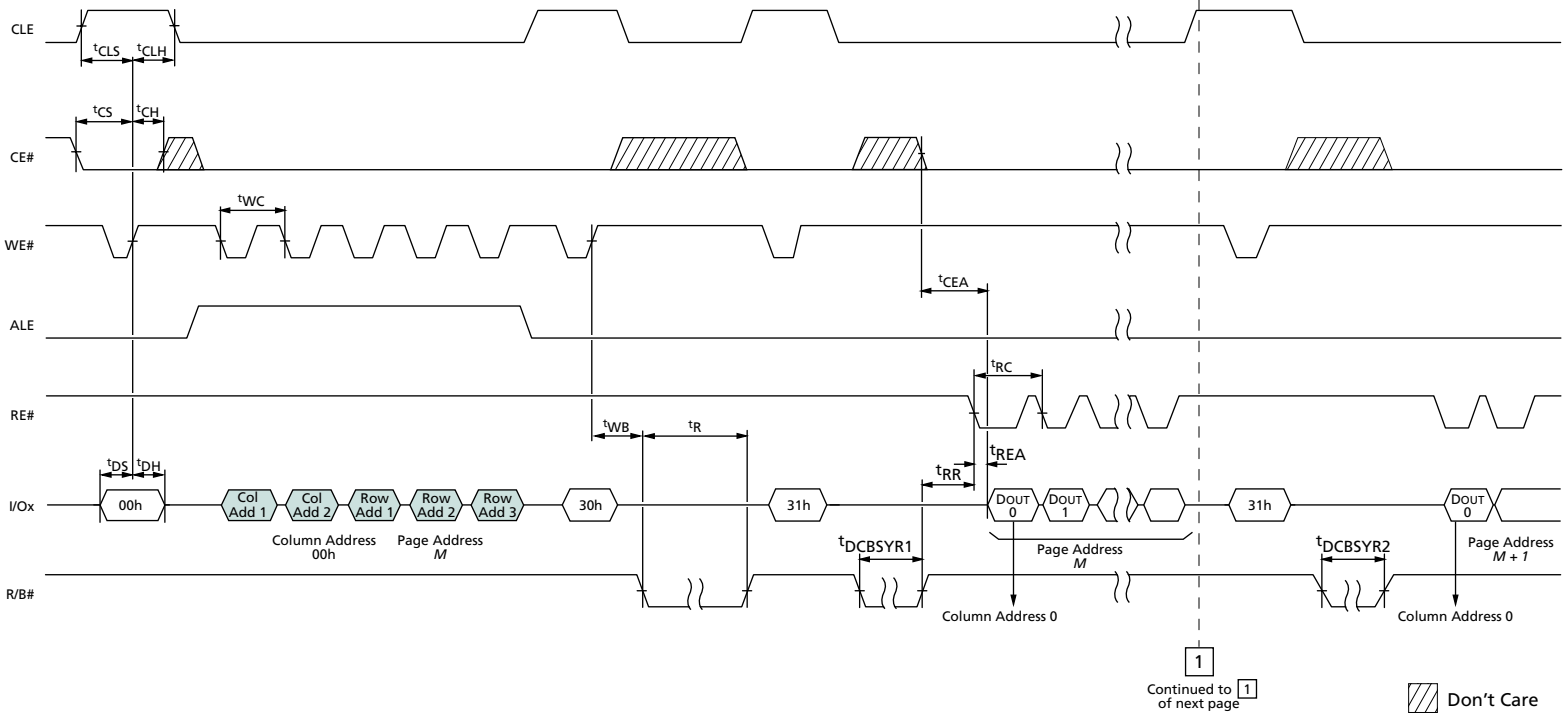 CLE
tCLS tCLH
tCS tCH
CE#
tWC
WE#
tCEA
ALE
tRC
RE#
tWB tR
tREA
tDS tDH
tRR
I/Ox
00h
Col
Add 1
Col
Add 2
Row
Add 1
Row
Add 2
Row
Add 3
30h
31h
DOUT
0
DOUT
1
31h
DOUT
0
Column Address
00h
Page Address
M
tDCBSYR1
Page Address
M
tDCBSYR2
Page Address
M + 1
R/B#
Column Address 0
Column Address 0
1
Continued to 1
of next page
Don't Care